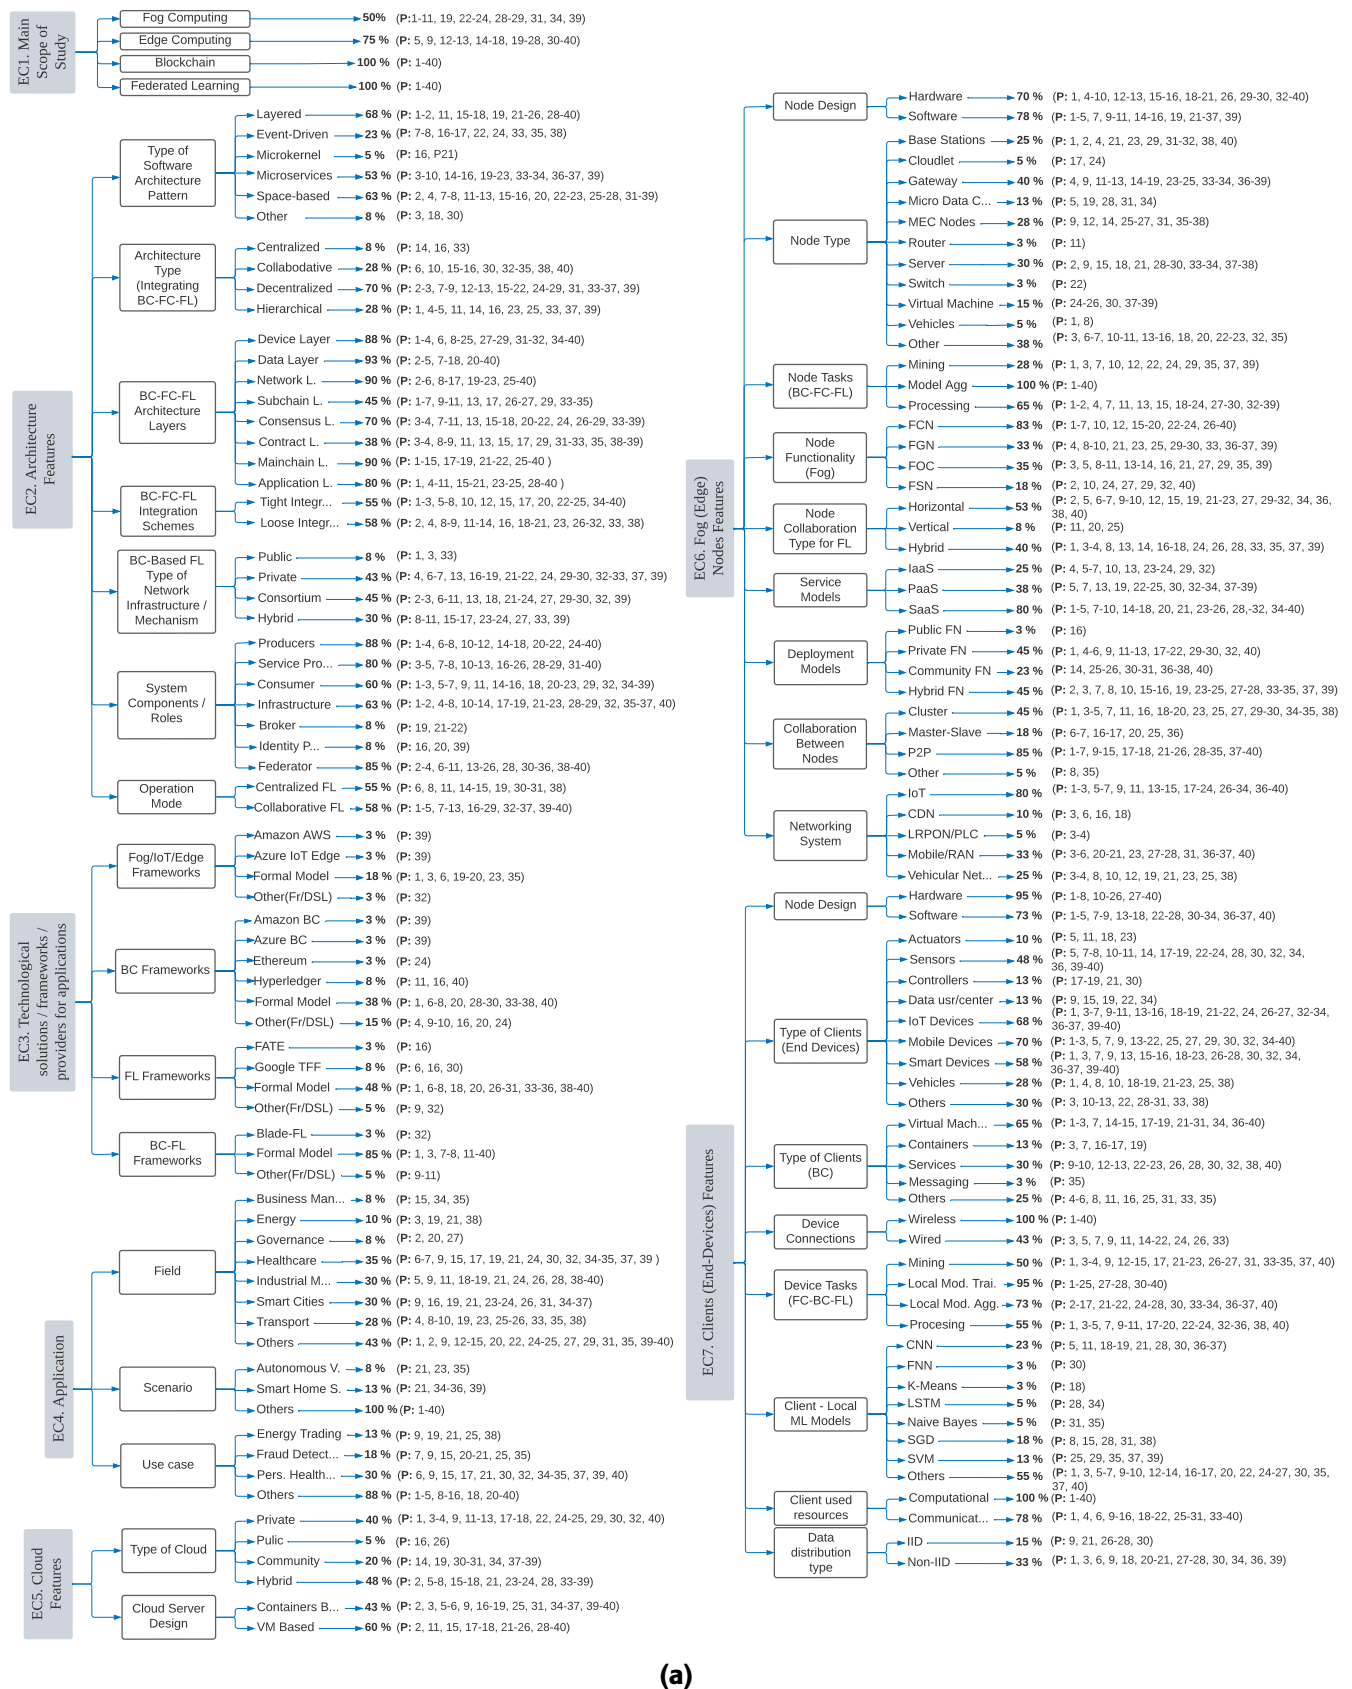 EC1. Main
Scope of
Study
Fog Computing 50% (P:1-11, 19, 22-24, 28-29, 31, 34, 39)
Edge Computing 75 % (P: 5, 9, 12-13, 14-18, 19-28, 30-40)
Blockchain 100 % (P: 1-40)
Federated Learning 100 % (P: 1-40)
EC2. Architecture
Features
Type of
Software
Architecture
Pattern
Layered 68 % (P: 1-2, 11, 15-18, 19, 21-26, 28-40)
Event-Driven 23 % (P: 7-8, 16-17, 22, 24, 33, 35, 38)
Microkernel 5 % (P: 16, P21)
Microservices 53 % (P: 3-10, 14-16, 19-23, 33-34, 36-37, 39)
Space-based 63 % (P: 2, 4, 7-8, 11-13, 15-16, 20, 22-23, 25-28, 31-39)
Other 8 % (P: 3, 18, 30)
Architecture
Type
(Integrating
BC-FC-FL)
Centralized 8 % (P: 14, 16, 33)
Collabodative 28 % (P: 6, 10, 15-16, 30, 32-35, 38, 40)
Decentralized 70 % (P: 2-3, 7-9, 12-13, 15-22, 24-29, 31, 33-37, 39)
Hierarchical 28 % (P: 1, 4-5, 11, 14, 16, 23, 25, 33, 37, 39)
BC-FC-FL
Architecture
Layers
Device Layer 88 % (P: 1-4, 6, 8-25, 27-29, 31-32, 34-40)
Data Layer 93% (P: 2-5, 7-18, 20-40)
Network L. 90 % (P: 2-6, 8-17, 19-23, 25-40)
Subchain L. 45 % (P: 1-7, 9-11, 13, 17, 26-27, 29, 33-35)
Consensus L. 70 % (P: 3-4, 7-11, 13, 15-18, 20-22, 24, 26-29, 33-39)
Contract L. 38 % (P: 3-4, 8-9, 11, 13, 15, 17, 29, 31-33, 35, 38-39)
Mainchain L. 90 % (P: 1-15, 17-19, 21-22, 25-40 )
Application L. 80 % (P: 1, 4-11, 15-21, 23-25, 28-40 )
BC-FC-FL
Integration
Schemes
Tight Integr... 55 % (P: 1-3, 5-8, 10, 12, 15, 17, 20, 22-25, 34-40)
Loose Integr... 58 % (P: 2, 4, 8-9, 11-14, 16, 18-21, 23, 26-32, 33, 38)
BC-Based FL
Type of
Network
Infrastructure /
Mechanism
Public 8 % (P: 1, 3, 33)
Private 43 % (P: 4, 6-7, 13, 16-19, 21-22, 24, 29-30, 32-33, 37, 39)
Consortium 45 % (P: 2-3, 6-11, 13, 18, 21-24, 27, 29-30, 32, 39)
Hybrid 30 % (P: 8-11, 15-17, 23-24, 27, 33, 39)
System
Components /
Roles
Producers 88 % (P: 1-4, 6-8, 10-12, 14-18, 20-22, 24-40)
Service Pro... 80 % (P: 3-5, 7-8, 10-13, 16-26, 28-29, 31-40)
Consumer 60 % (P: 1-3, 5-7, 9, 11, 14-16, 18, 20-23, 29, 32, 34-39)
Infrastructure 63 % (P: 1-2, 4-8, 10-14, 17-19, 21-23, 28-29, 32, 35-37, 40)
Broker 8 % (P: 19, 21-22)
Identity P... 8 % (P: 16, 20, 39)
Federator 85 % (P: 2-4, 6-11, 13-26, 28, 30-36, 38-40)
Operation
Mode
Centralized FL 55 % (P: 6, 8, 11, 14-15, 19, 30-31, 38)
Collaborative FL 58 % (P: 1-5, 7-13, 16-29, 32-37, 39-40)
EC3. Technological
solutions / frameworks /
providers for applications
Fog/IoT/Edge
Frameworks
Amazon AWS 3 % (P: 39)
Azure IoT Edge 3 % (P: 39)
Formal Model 18 % (P: 1, 3, 6, 19-20, 23, 35)
Other(Fr/DSL) 3 % (P: 32)
BC Frameworks
Amazon BC 3 % (P: 39)
Azure BC 3 % (P: 39)
Ethereum 3 % (P: 24)
Hyperledger 8 % (P: 11, 16, 40)
Formal Model 38 % (P: 1, 6-8, 20, 28-30, 33-38, 40)
Other(Fr/DSL) 15 % (P: 4, 9-10, 16, 20, 24)
FL Frameworks
FATE 3 % (P: 16)
Google TFF 8 % (P: 6, 16, 30)
Formal Model 48 % (P: 1, 6-8, 18, 20, 26-31, 33-36, 38-40)
Other(Fr/DSL) 5 % (P: 9, 32)
BC-FL
Frameworks
Blade-FL 3 % (P: 32)
Formal Model 85 % (P: 1, 3, 7-8, 11-40)
Other(Fr/DSL) 5 % (P: 9-11)
EC4. Application
Field
Business Man... 8 % (P: 15, 34, 35)
Energy 10 % (P: 3, 19, 21, 38)
Governance 8 % (P: 2, 20, 27)
Healthcare 35 % (P: 6-7, 9, 15, 17, 19, 21, 24, 30, 32, 34-35, 37, 39 )
Industrial M... 30 % (P: 5, 9, 11, 18-19, 21, 24, 26, 28, 38-40)
Smart Cities 30 % (P: 9, 16, 19, 21, 23-24, 26, 31, 34-37)
Transport 28 % (P: 4, 8-10, 19, 23, 25-26, 33, 35, 38)
Others 43 % (P: 1, 2, 9, 12-15, 20, 22, 24-25, 27, 29, 31, 35, 39-40)
Scenario
Autonomous V. 8 % (P: 21, 23, 35)
Smart Home S. 13 % (P: 21, 34-36, 39)
Others 100 % (P: 1-40)
Use case
Energy Trading 13 % (P: 9, 19, 21, 25, 38)
Fraud Detect... 18 % (P: 7, 9, 15, 20-21, 25, 35)
Pers. Health... 30 % (P: 6, 9, 15, 17, 21, 30, 32, 34-35, 37, 39, 40)
Others 88 % (P: 1-5, 8-16, 18, 20-40)
EC5. Cloud
Features
Type of Cloud
Private 40 % (P: 1, 3-4, 9, 11-13, 17-18, 22, 24-25, 29, 30, 32, 40)
Pulic 5 % (P: 16, 26)
Community 20 % (P: 14, 19, 30-31, 34, 37-39)
Hybrid 48 % (P: 2, 5-8, 15-18, 21, 23-24, 28, 33-39)
Cloud Server
Design
Containers B... 43 % (P: 2, 3, 5-6, 9, 16-19, 25, 31, 34-37, 39-40)
VM Based 60 % (P: 2, 11, 15, 17-18, 21-26, 28-40)
EC6. Fog (Edge)
Nodes Features
Node Design
Hardware 70 % (P: 1, 4-10, 12-13, 15-16, 18-21, 26, 29-30, 32-40)
Software 78 % (P: 1-5, 7, 9-11, 14-16, 19, 21-37, 39)
Node Type
Base Stations 25 % (P: 1, 2, 4, 21, 23, 29, 31-32, 38, 40)
Cloudlet 5 % (P: 17, 24)
Gateway 40 % (P: 4, 9, 11-13, 14-19, 23-25, 33-34, 36-39)
Micro Data C... 13 % (P: 5, 19, 28, 31, 34)
MEC Nodes 28 % (P: 9, 12, 14, 25-27, 31, 35-38)
Router 3 % (P: 11)
Server 30 % (P: 2, 9, 15, 18, 21, 28-30, 33-34, 37-38)
Switch 3 % (P: 22)
Virtual Machine 15 % (P: 24-26, 30, 37-39)
Vehicles 5 % (P: 1, 8)
Other 38 % (P: 3, 6-7, 10-11, 13-16, 18, 20, 22-23, 32, 35)
Node Tasks
(BC-FC-FL)
Mining 28 % (P: 1, 3, 7, 10, 12, 22, 24, 29, 35, 37, 39)
Model Agg 100 % (P: 1-40)
Processing 65 % (P: 1-2, 4, 7, 11, 13, 15, 18-24, 27-30, 32-39)
Node
Functionality
(Fog)
FCN 83 % (P: 1-7, 10, 12, 15-20, 22-24, 26-40)
FGN 33 % (P: 4, 8-10, 21, 23, 25, 29-30, 33, 36-37, 39)
FOC 35 % (P: 3, 5, 8-11, 13-14, 16, 21, 27, 29, 35, 39)
FSN 18 % (P: 2, 10, 24, 27, 29, 32, 40)
Node
Collaboration
Type for FL
Horizontal 53 % (P: 2, 5, 6-7, 9-10, 12, 15, 19, 21-23, 27, 29-32, 34, 36,
38, 40)
Vertical 8 % (P: 11, 20, 25)
Hybrid 40 % (P: 1, 3-4, 8, 13, 14, 16-18, 24, 26, 28, 33, 35, 37, 39)
Service
Models
IaaS 25 % (P: 4, 5-7, 10, 13, 23-24, 29, 32)
PaaS 38 % (P: 5, 7, 13, 19, 22-25, 30, 32-34, 37-39)
SaaS 80 % (P: 1-5, 7-10, 14-18, 20, 21, 23-26, 28,-32, 34-40)
Deployment
Models
Public FN 3 % (P: 16)
Private FN 45 % (P: 1, 4-6, 9, 11-13, 17-22, 29-30, 32, 40)
Community FN 23 % (P: 14, 25-26, 30-31, 36-38, 40)
Hybrid FN 45 % (P: 2, 3, 7, 8, 10, 15-16, 19, 23-25, 27-28, 33-35, 37, 39)
Collaboration
Between
Nodes
Cluster 45 % (P: 1, 3-5, 7, 11, 16, 18-20, 23, 25, 27, 29-30, 34-35, 38)
Master-Slave 18 % (P: 6-7, 16-17, 20, 25, 36)
P2P 85 % (P: 1-7, 9-15, 17-18, 21-26, 28-35, 37-40)
Other 5 % (P: 8, 35)
Networking
System
IoT 80 % (P: 1-3, 5-7, 9, 11, 13-15, 17-24, 26-34, 36-40)
CDN 10 % (P: 3, 6, 16, 18)
LRPON/PLC 5 % (P: 3-4)
Mobile/RAN 33 % (P: 3-6, 20-21, 23, 27-28, 31, 36-37, 40)
Vehicular Net... 25 % (P: 3-4, 8, 10, 12, 19, 21, 23, 25, 38)
EC7. Clients (End-Devices) Features
Node Design
Hardware 95 % (P: 1-8, 10-26, 27-40)
Software 73 % (P: 1-5, 7-9, 13-18, 22-28, 30-34, 36-37, 40)
Type of Clients
(End Devices)
Actuators 10 % (P: 5, 11, 18, 23)
Sensors 48 % (P: 5, 7-8, 10-11, 14, 17-19, 22-24, 28, 30, 32, 34,
36, 39-40)
Controllers 13 % (P: 17-19, 21, 30)
Data usr/center 13 % (P: 9, 15, 19, 22, 34)
IoT Devices 68 % (P: 1, 3-7, 9-11, 13-16, 18-19, 21-22, 24, 26-27, 32-34,
36-37, 39-40)
Mobile Devices 70 % (P: 1-3, 5, 7, 9, 13-22, 25, 27, 29, 30, 32, 34-40)
Smart Devices 58 % (P: 1, 3, 7, 9, 13, 15-16, 18-23, 26-28, 30, 32, 34,
36-37, 39-40)
Vehicles 28 % (P: 1, 4, 8, 10, 18-19, 21-23, 25, 38)
Others 30 % (P: 3, 10-13, 22, 28-31, 33, 38)
Type of Clients
(BC)
Virtual Mach... 65 % (P: 1-3, 7, 14-15, 17-19, 21-31, 34, 36-40)
Containers 13 % (P: 3, 7, 16-17, 19)
Services 30 % (P: 9-10, 12-13, 22-23, 26, 28, 30, 32, 38, 40)
Messaging 3 % (P: 35)
Others 25 % (P: 4-6, 8, 11, 16, 25, 31, 33, 35)
Device
Connections
Wireless 100 % (P: 1-40)
Wired 43 % (P: 3, 5, 7, 9, 11, 14-22, 24, 26, 33)
Device Tasks
(FC-BC-FL)
Mining 50 % (P: 1, 3-4, 9, 12-15, 17, 21-23, 26-27, 31, 33-35, 37, 40)
Local Mod. Trai. 95 % (P: 1-25, 27-28, 30-40)
Local Mod. Agg. 73 % (P: 2-17, 21-22, 24-28, 30, 33-34, 36-37, 40)
Procesing 55 % (P: 1, 3-5, 7, 9-11, 17-20, 22-24, 32-36, 38, 40)
Client - Local
ML Models
CNN 23 % (P: 5, 11, 18-19, 21, 28, 30, 36-37)
FNN 3 % (P: 30)
K-Means 3 % (P: 18)
LSTM 5 % (P: 28, 34)
Naive Bayes 5 % (P: 31, 35)
SGD 18 % (P: 8, 15, 28, 31, 38)
SVM 13 % (P: 25, 29, 35, 37, 39)
Others 55 % (P: 1, 3, 5-7, 9-10, 12-14, 16-17, 20, 22, 24-27, 30, 35,
37, 40)
Client used
resources
Computational 100 % (P: 1-40)
Communicat... 78 % (P: 1, 4, 6, 9-16, 18-22, 25-31, 33-40)
Data
distribution
type
IID 15 % (P: 9, 21, 26-28, 30)
Non-IID 33 % (P: 1, 3, 6, 9, 18, 20-21, 27-28, 30, 34, 36, 39)
(a)